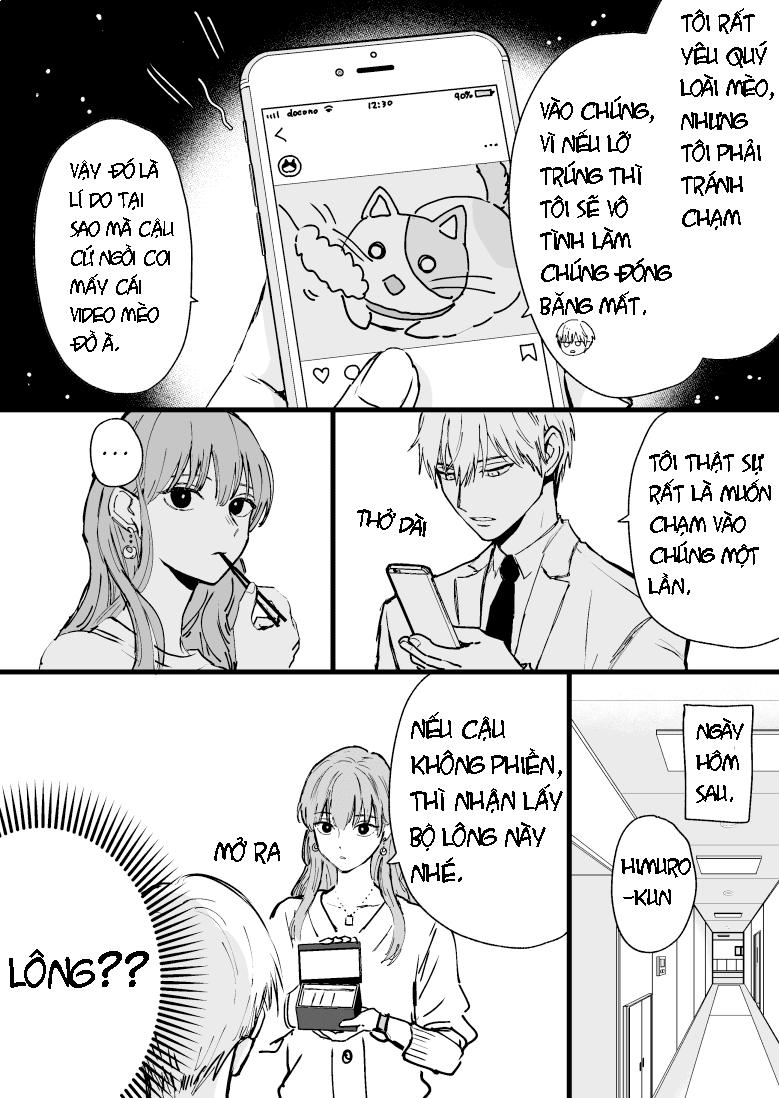 TÔI RẤT
YÊU QUÝ
LOÀI MÈO,
NHƯNG
TÔI PHẢI
TRÁNH
CHẠM
VÀO CHÚNG,
VÌ NẾU LỠ
TRÚNG THÌ
TÔI SẼ VÔ
TÌNH LÀM
CHÚNG ĐÓNG
BĂNG MẤT.
docono 12:30 90%
VẬY ĐÓ LÀ
LÍ DO TẠI
SAO MÀ CẬU
CỨ NGỒI COI
MẤY CÁI
VIDEO MÈO
ĐỒ À.
TÔI THẬT SỰ
RẤT LÀ MUỐN
CHẠM VÀO
CHÚNG MỘT
LẦN.
THỞ DÀI
...
NGÀY
HÔM
SAU.
HIMURO
-KUN
NẾU CẬU
KHÔNG PHIỀN,
THÌ NHẬN LẤY
BỘ LÔNG NÀY
NHÉ.
MỞ RA
LÔNG??